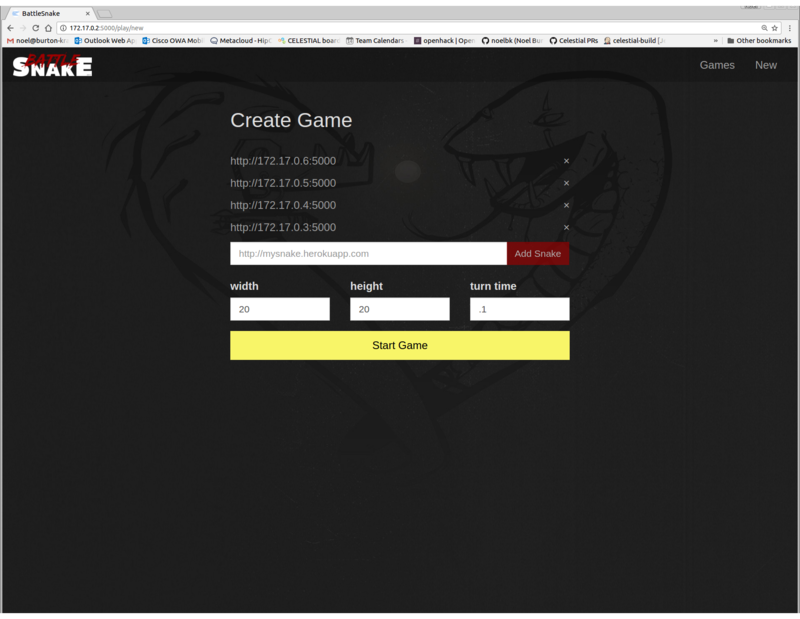 BattleSnake
172.17.0.2:5000/play/new
noel@burton-kr Outlook Web Ap Cisco OWA Mobi Metacloud - Hip CELESTIAL boar Team Calendars openhack | Open noelbk (Noel Bu Celestial PRs celestial-build [J » Other bookmarks
BATTLE
SNAKE
Games New
Create Game
http://172.17.0.6:5000 ×
http://172.17.0.5:5000 ×
http://172.17.0.4:5000 ×
http://172.17.0.3:5000 ×
http://mysnake.herokuapp.com Add Snake
width height turn time
20 20 .1
Start Game